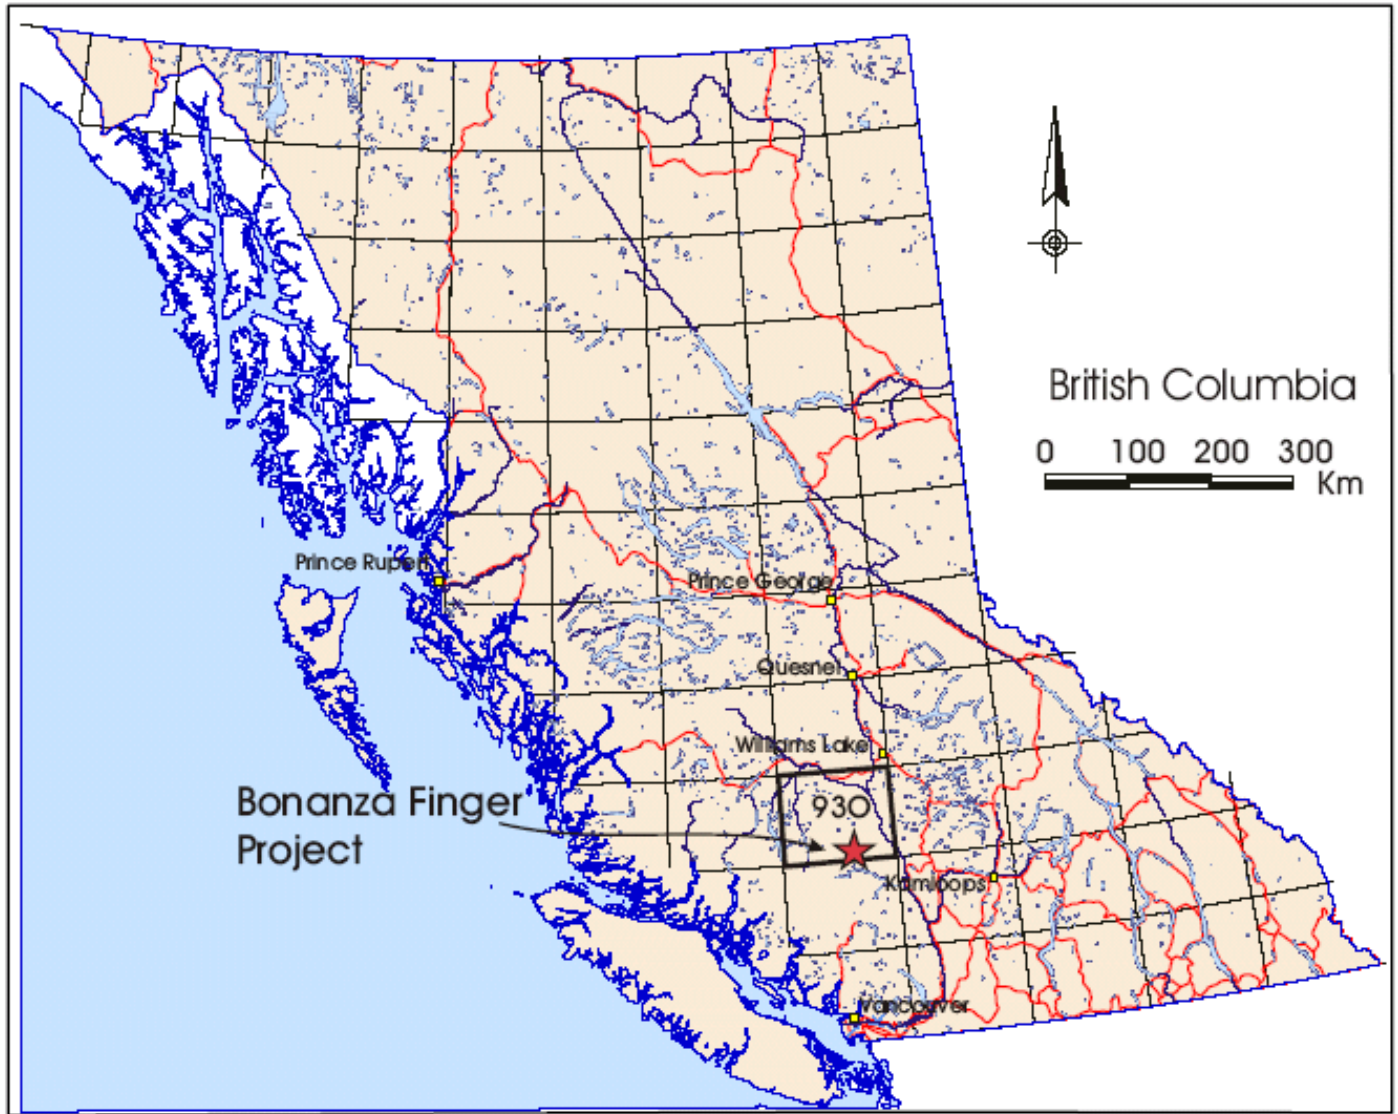 British Columbia
0 100 200 300
Km
Prince Rupert
Prince George
Quesnel
Williams Lake
Bonanza Finger
Project
93O
Kamloops
Vancouver